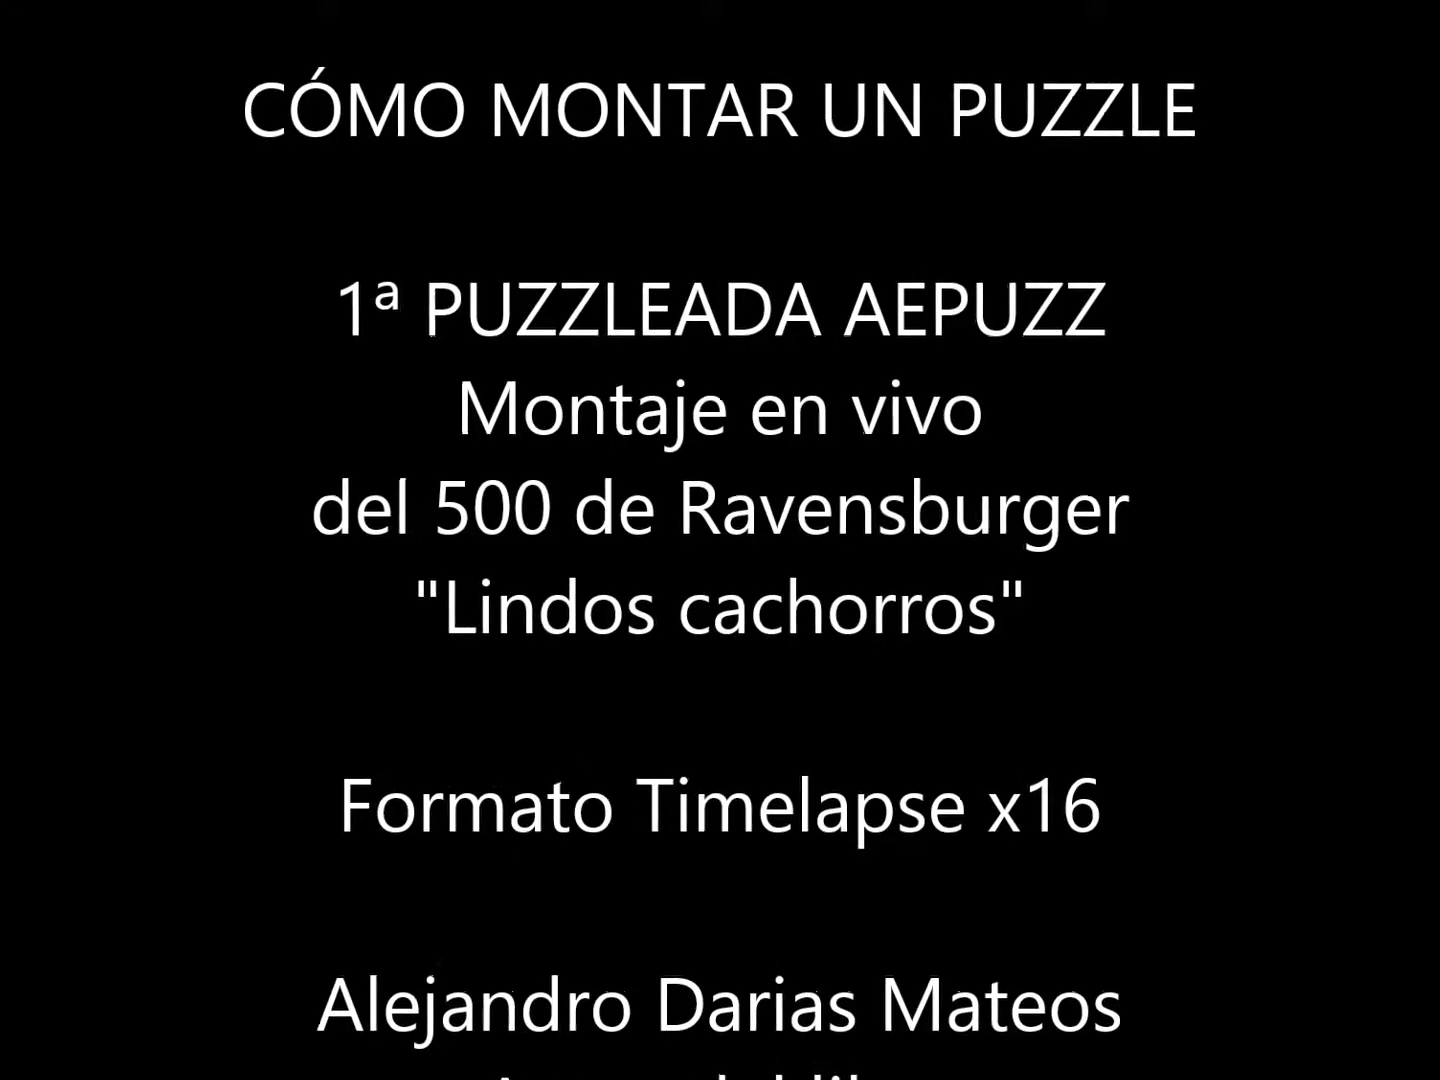 CÓMO MONTAR UN PUZZLE
1ª PUZZLEADA AEPUZZ
Montaje en vivo
del 500 de Ravensburger
"Lindos cachorros"
Formato Timelapse x16
Alejandro Darias Mateos